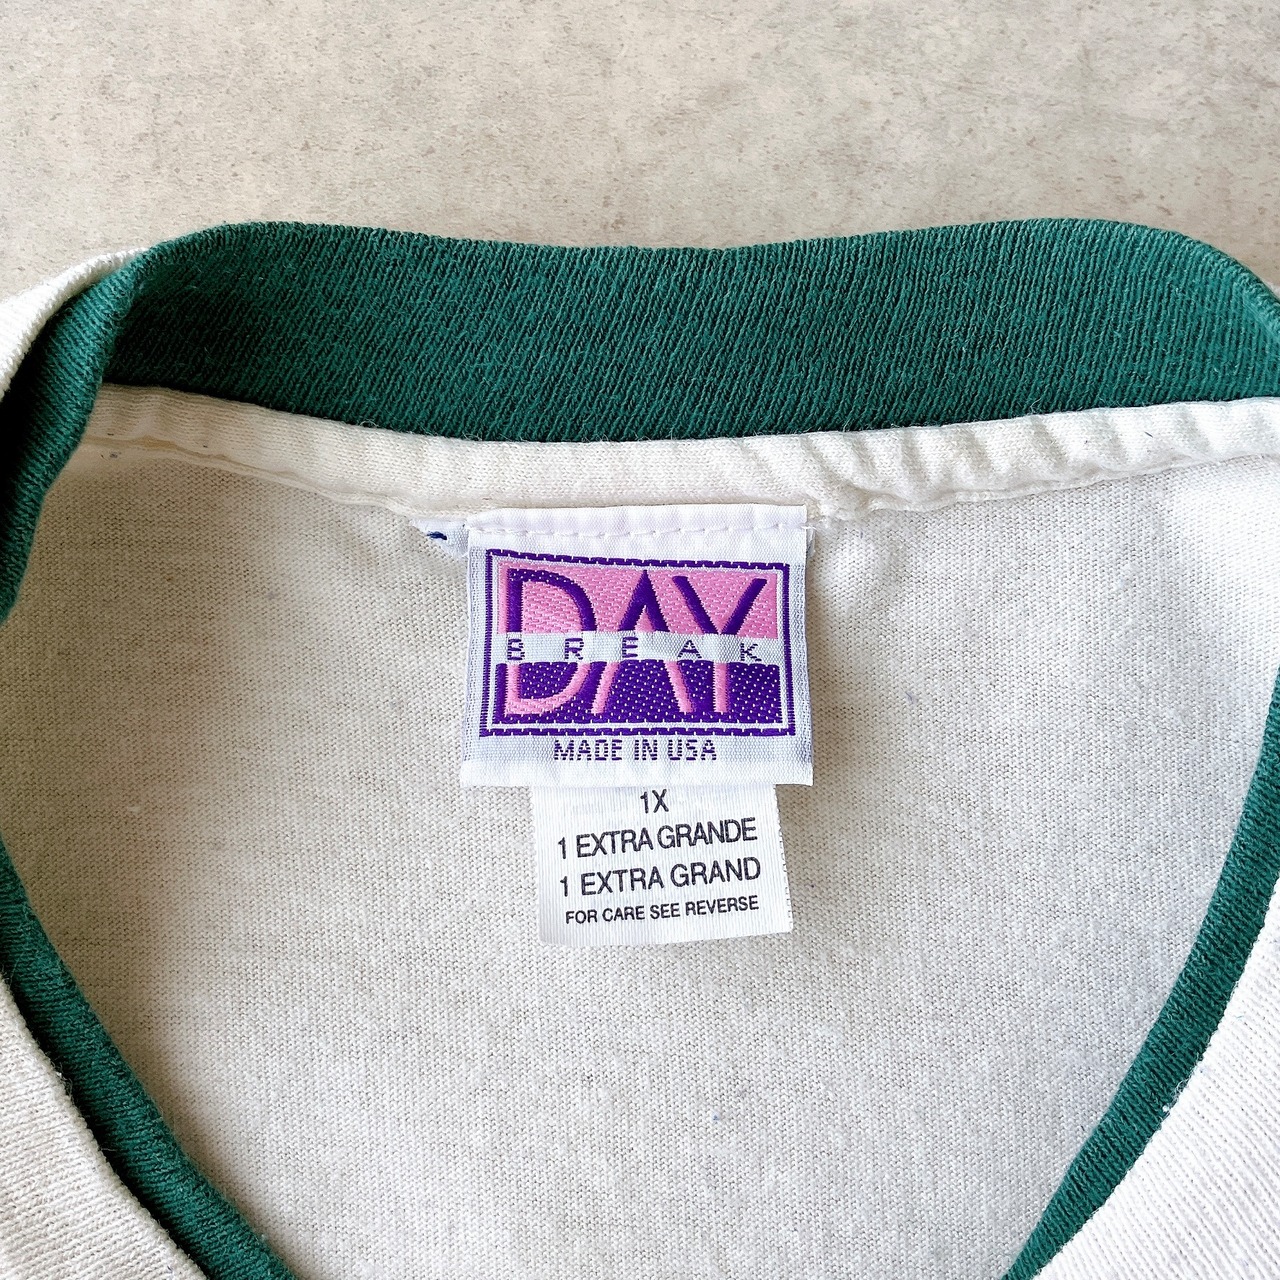 DAY
BREAK
MADE IN USA
1X
1 EXTRA GRANDE
1 EXTRA GRAND
FOR CARE SEE REVERSE